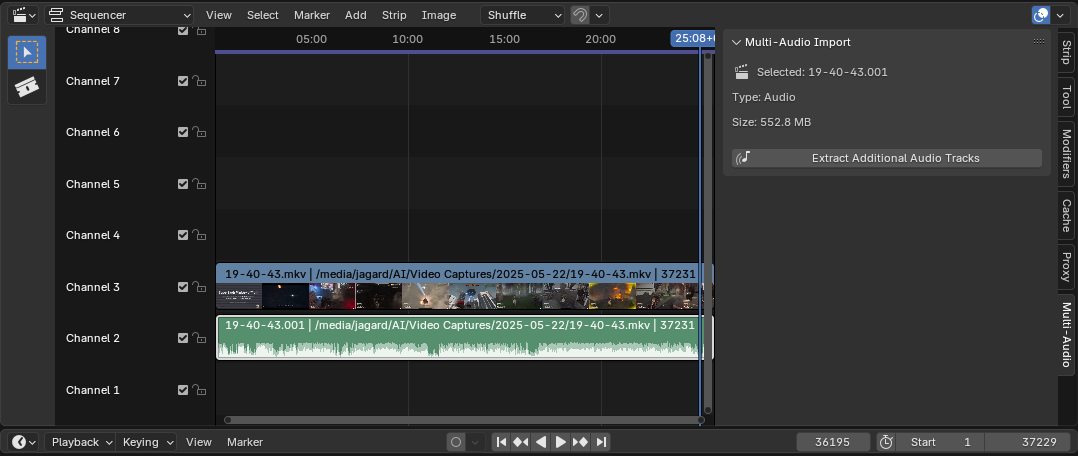 Sequencer View Select Marker Add Strip Image Shuffle
Channel 8
05:00 10:00 15:00 20:00 25:08+
Multi-Audio Import
Selected: 19-40-43.001
Type: Audio
Size: 552.8 MB
Extract Additional Audio Tracks
Channel 7
Channel 6
Channel 5
Channel 4
Channel 3
19-40-43.mkv | /media/jagard/AI/Video Captures/2025-05-22/19-40-43.mkv | 37231
Channel 2
19-40-43.001 | /media/jagard/AI/Video Captures/2025-05-22/19-40-43.mkv | 37231
Channel 1
Strip
Tool
Modifiers
Cache
Proxy
Multi-Audio
Playback Keying View Marker 36195 Start 1 37229